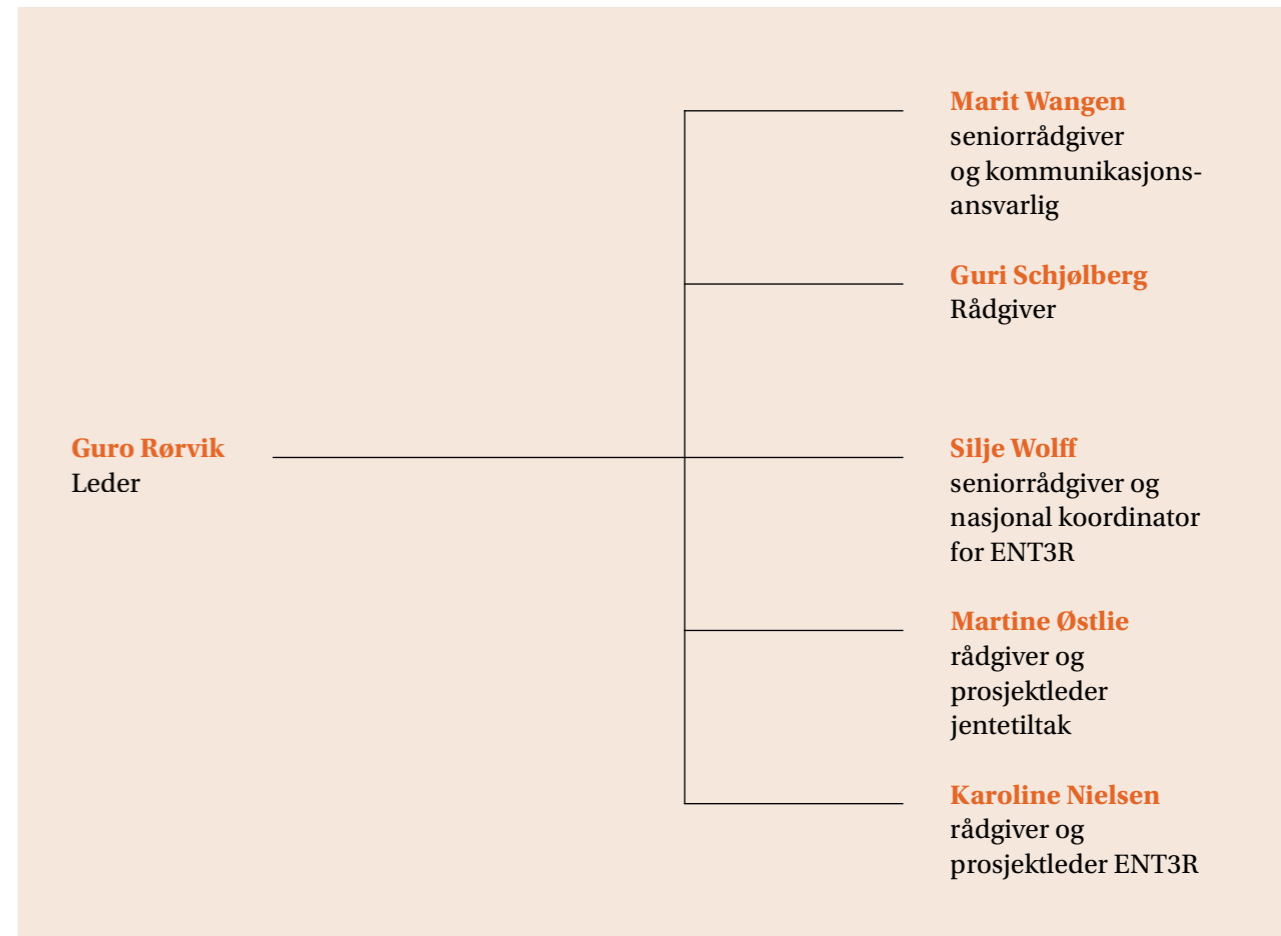 Marit Wangen
seniorrådgiver
og kommunikasjons-
ansvarlig
Guri Schjølberg
Rådgiver
Guro Rørvik
Leder
Silje Wolff
seniorrådgiver og
nasjonal koordinator
for ENT3R
Martine Østlie
rådgiver og
prosjektleder
jentetiltak
Karoline Nielsen
rådgiver og
prosjektleder ENT3R